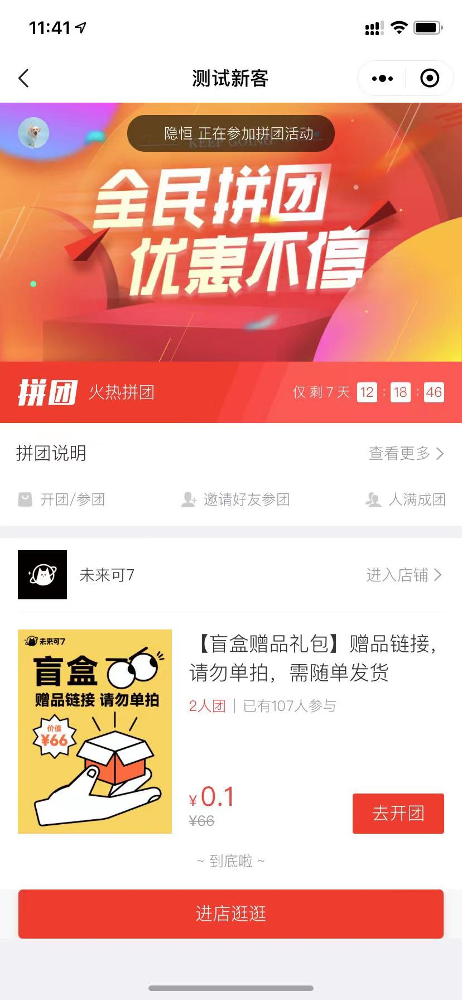 11:41
测试新客
隐恒 正在参加拼团活动
KEEP GOING
全民拼团
优惠不停
拼团 火热拼团 仅剩7天 12 : 18 : 46
拼团说明 查看更多
开团/参团 邀请好友参团 人满成团
未来可7 进入店铺
未来可7
盲盒
赠品链接 请勿单拍
价值
¥66
【盲盒赠品礼包】赠品链接，
请勿单拍，需随单发货
2人团 | 已有107人参与
¥0.1
¥66
去开团
~ 到底啦 ~
进店逛逛